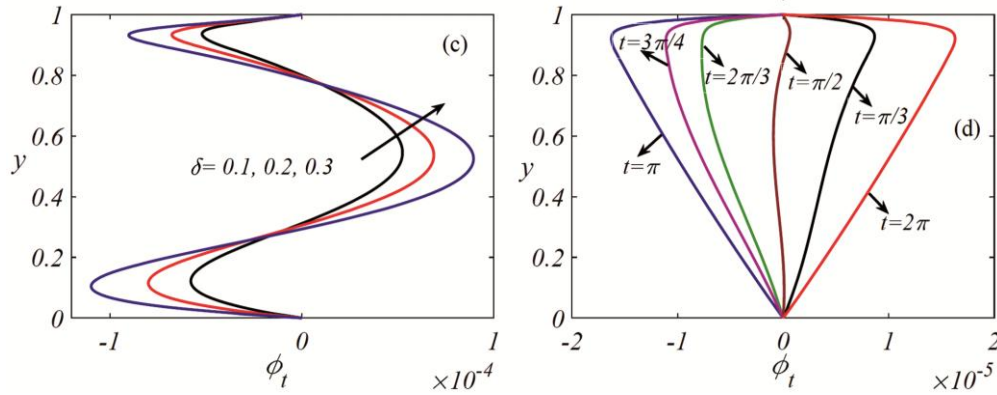 1
(c)
0.8
0.6
y
δ= 0.1, 0.2, 0.3
0.4
0.2
0
-1 0 1
ϕt
×10-4
1
t=3π/4
t=2π/3
t=π/2
0.8
t=π/3
(d)
0.6
y
t=π
0.4
t=2π
0.2
0
-2 -1 0 1 2
ϕt
×10-5